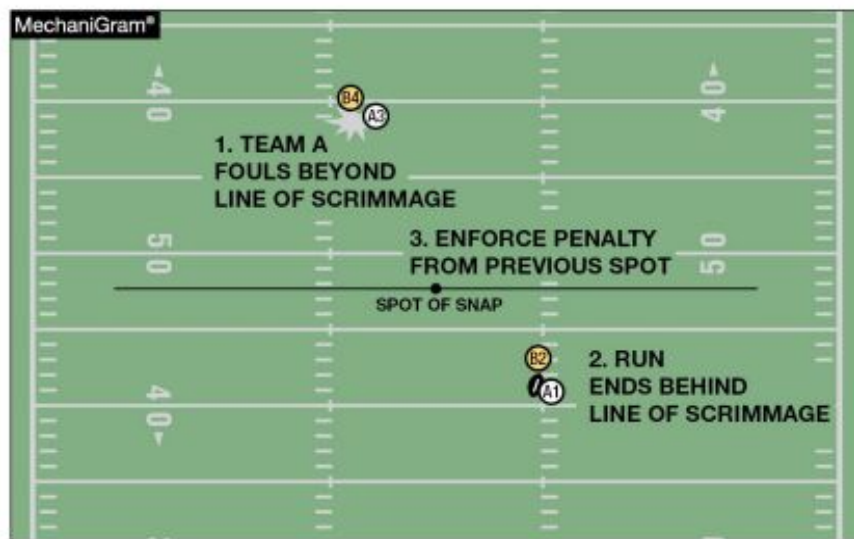 MechaniGram®
40
40
B4
A3
1. TEAM A
FOULS BEYOND
LINE OF SCRIMMAGE
50
50
3. ENFORCE PENALTY
FROM PREVIOUS SPOT
SPOT OF SNAP
B2
A1
2. RUN
ENDS BEHIND
LINE OF SCRIMMAGE
40